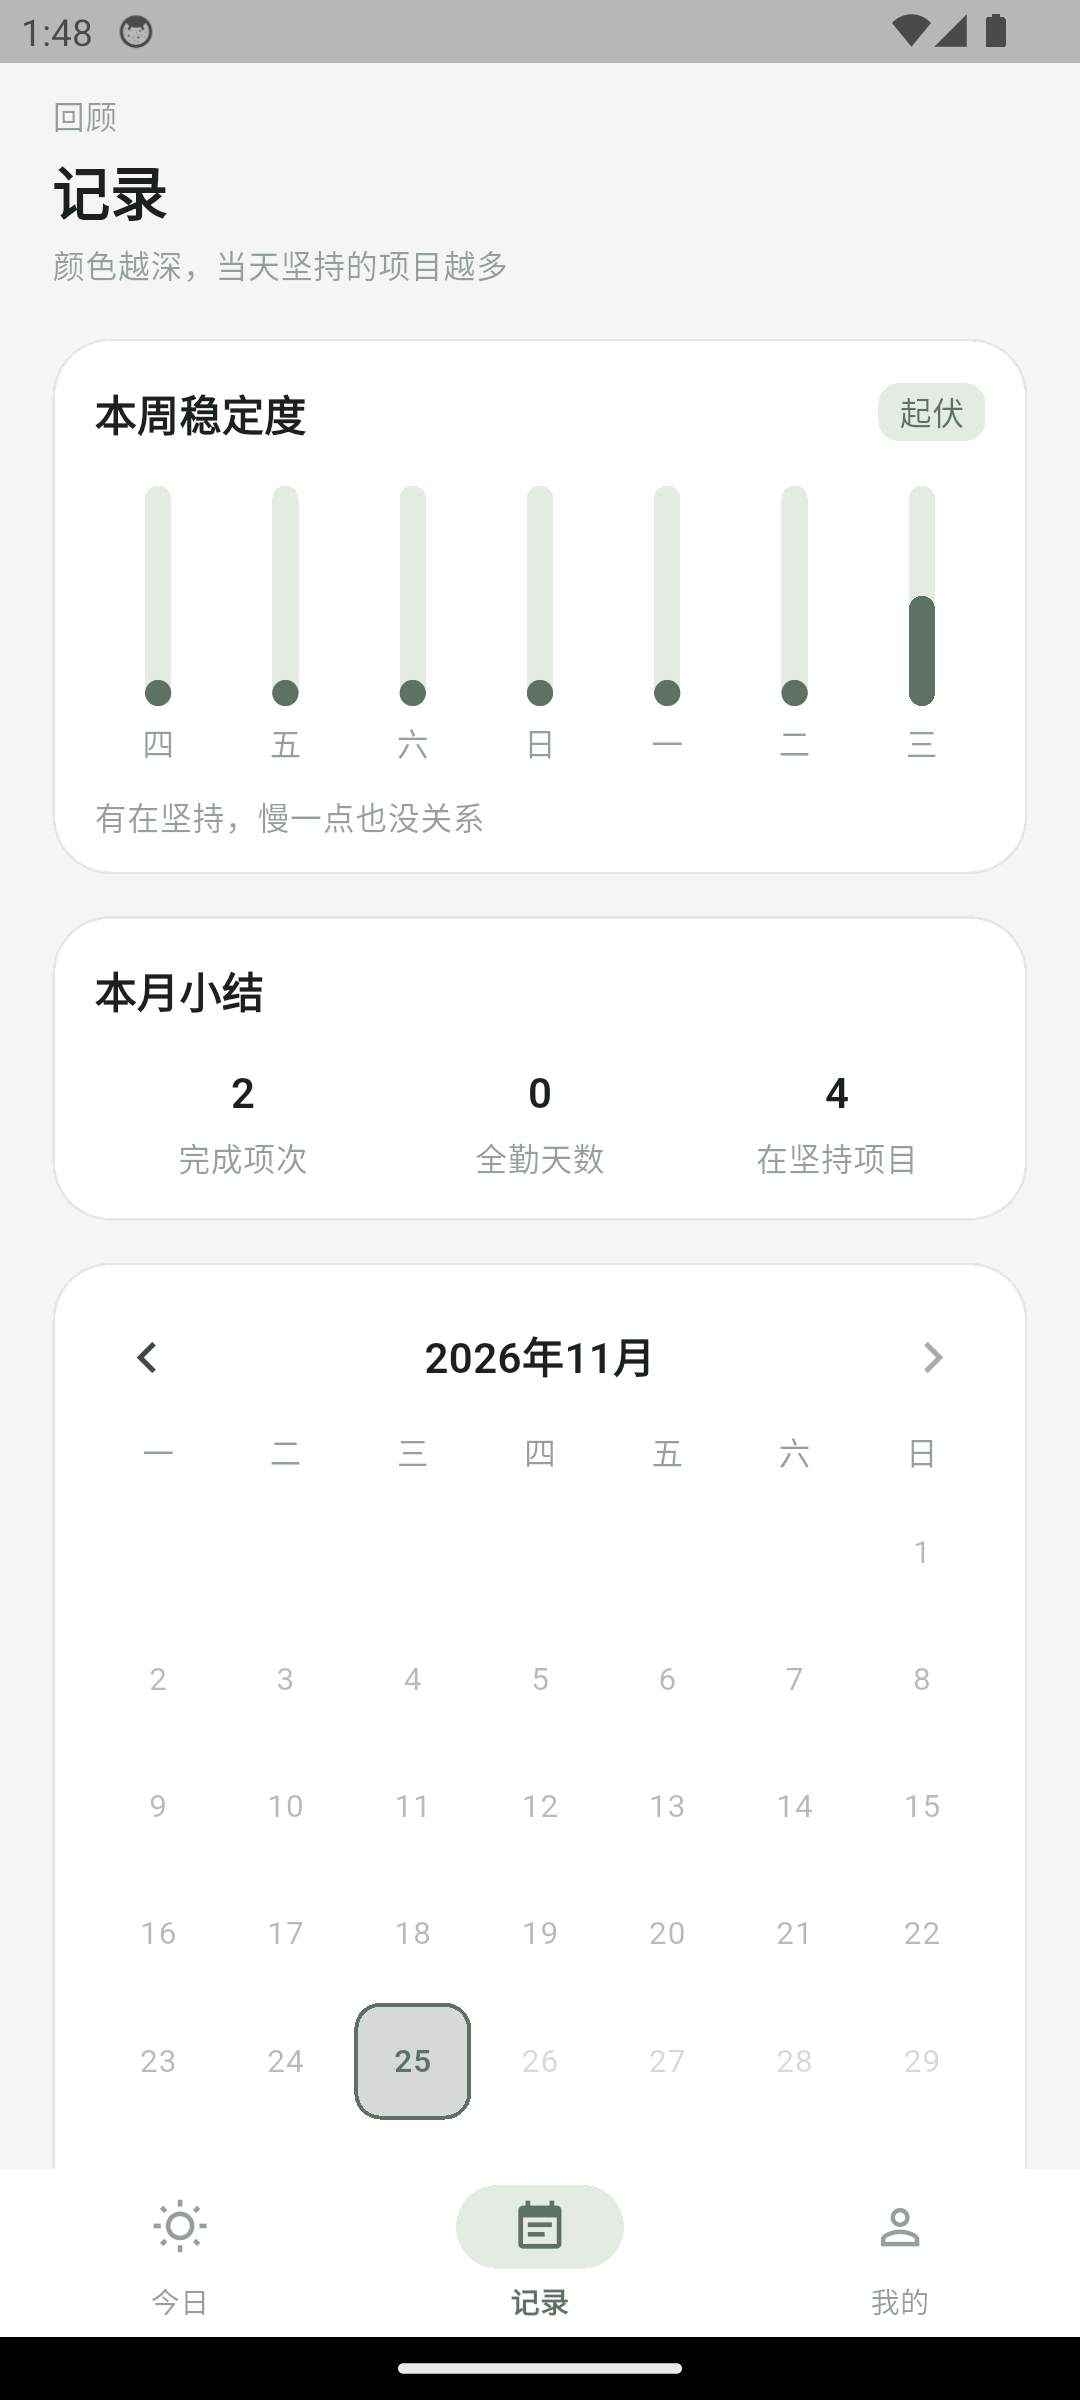 1:48
回顾
记录
颜色越深，当天坚持的项目越多
本周稳定度
起伏
四 五 六 日 一 二 三
有在坚持，慢一点也没关系
本月小结
2 0 4
完成项次 全勤天数 在坚持项目
2026年11月
一 二 三 四 五 六 日
1
2 3 4 5 6 7 8
9 10 11 12 13 14 15
16 17 18 19 20 21 22
23 24 25 26 27 28 29
今日 记录 我的